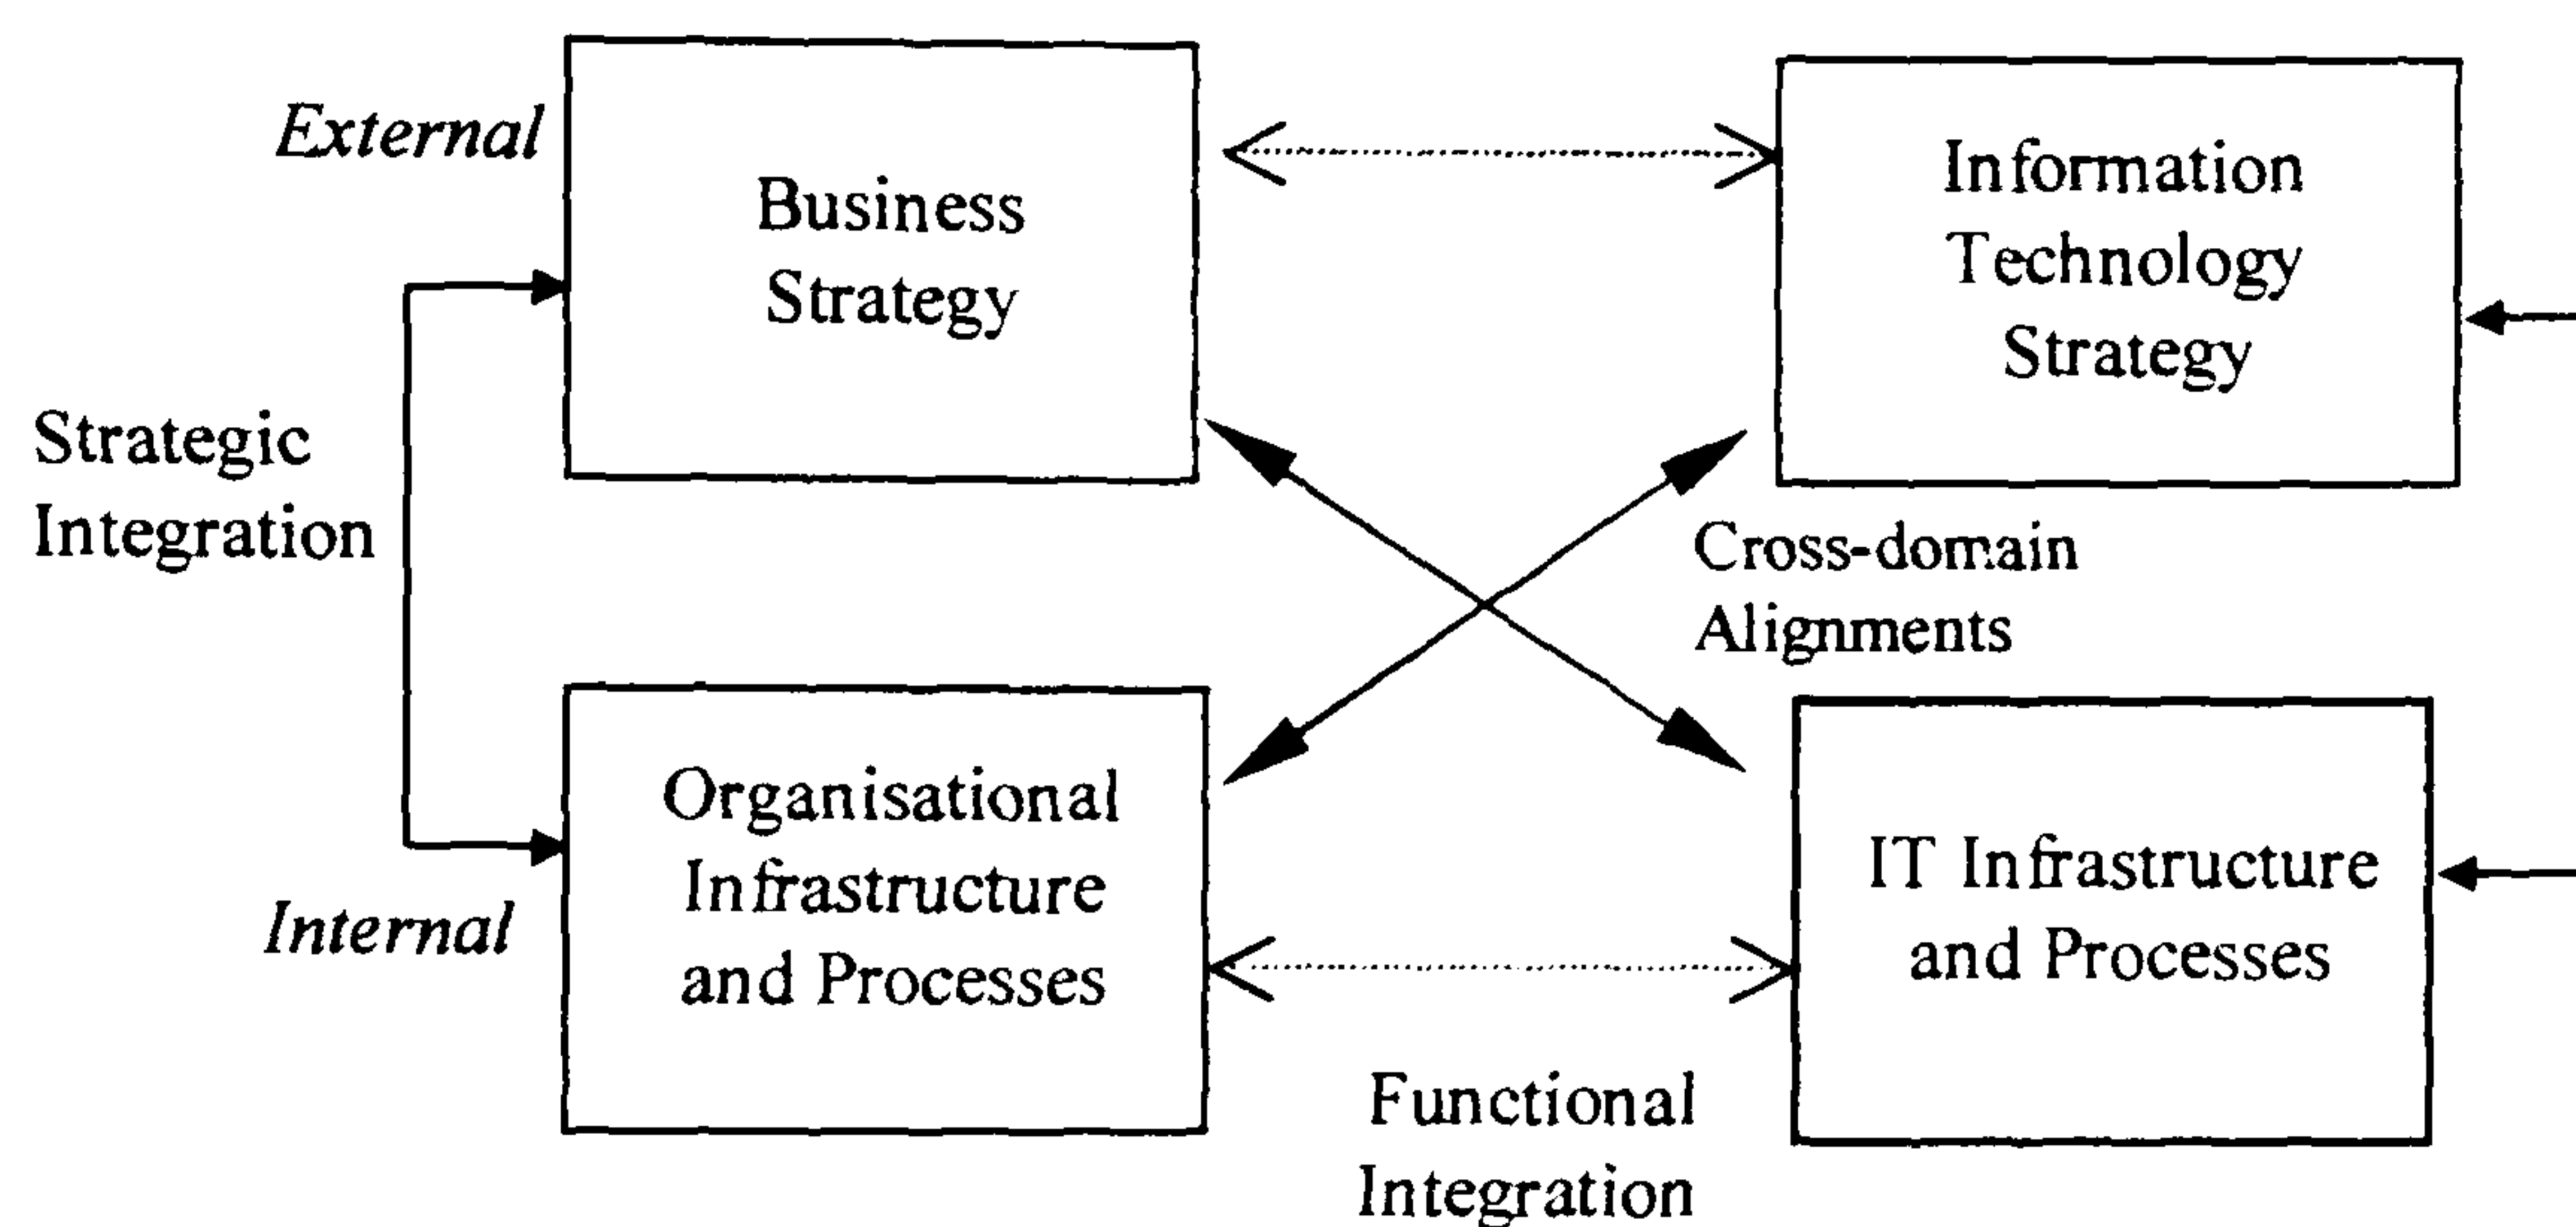 External
Business
Strategy
Information
Technology
Strategy
Strategic
Integration
Cross-domain
Alignments
Organisational
Infrastructure
and Processes
Internal
IT Infrastructure
and Processes
Functional
Integration